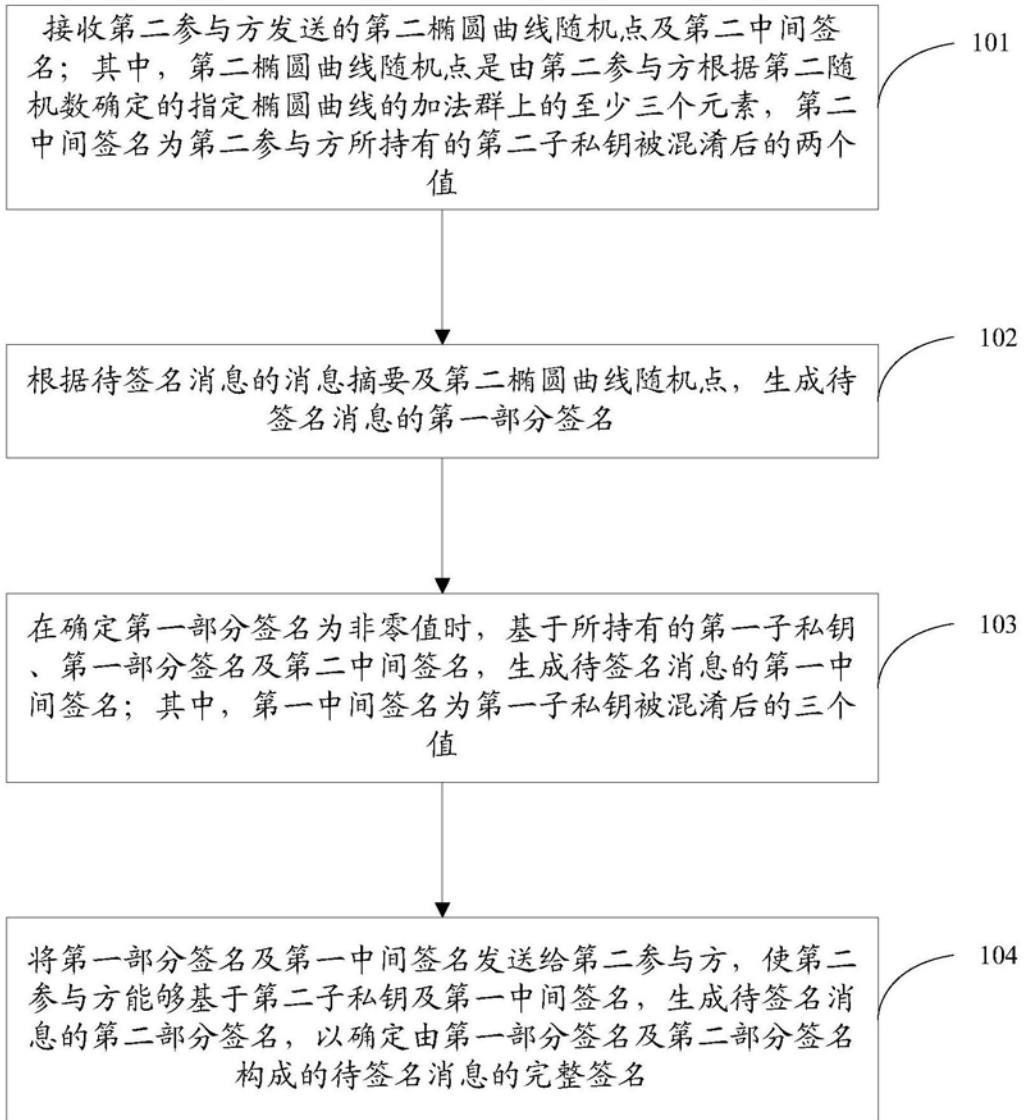 接收第二参与方发送的第二椭圆曲线随机点及第二中间签
名；其中，第二椭圆曲线随机点是由第二参与方根据第二随
机数确定的指定椭圆曲线的加法群上的至少三个元素，第二
中间签名为第二参与方所持有的第二子私钥被混淆后的两个
值
101
根据待签名消息的消息摘要及第二椭圆曲线随机点，生成待
签名消息的第一部分签名
102
在确定第一部分签名为非零值时，基于所持有的第一子私钥
、第一部分签名及第二中间签名，生成待签名消息的第一中
间签名；其中，第一中间签名为第一子私钥被混淆后的三个
值
103
将第一部分签名及第一中间签名发送给第二参与方，使第二
参与方能够基于第二子私钥及第一中间签名，生成待签名消
息的第二部分签名，以确定由第一部分签名及第二部分签名
构成的待签名消息的完整签名
104